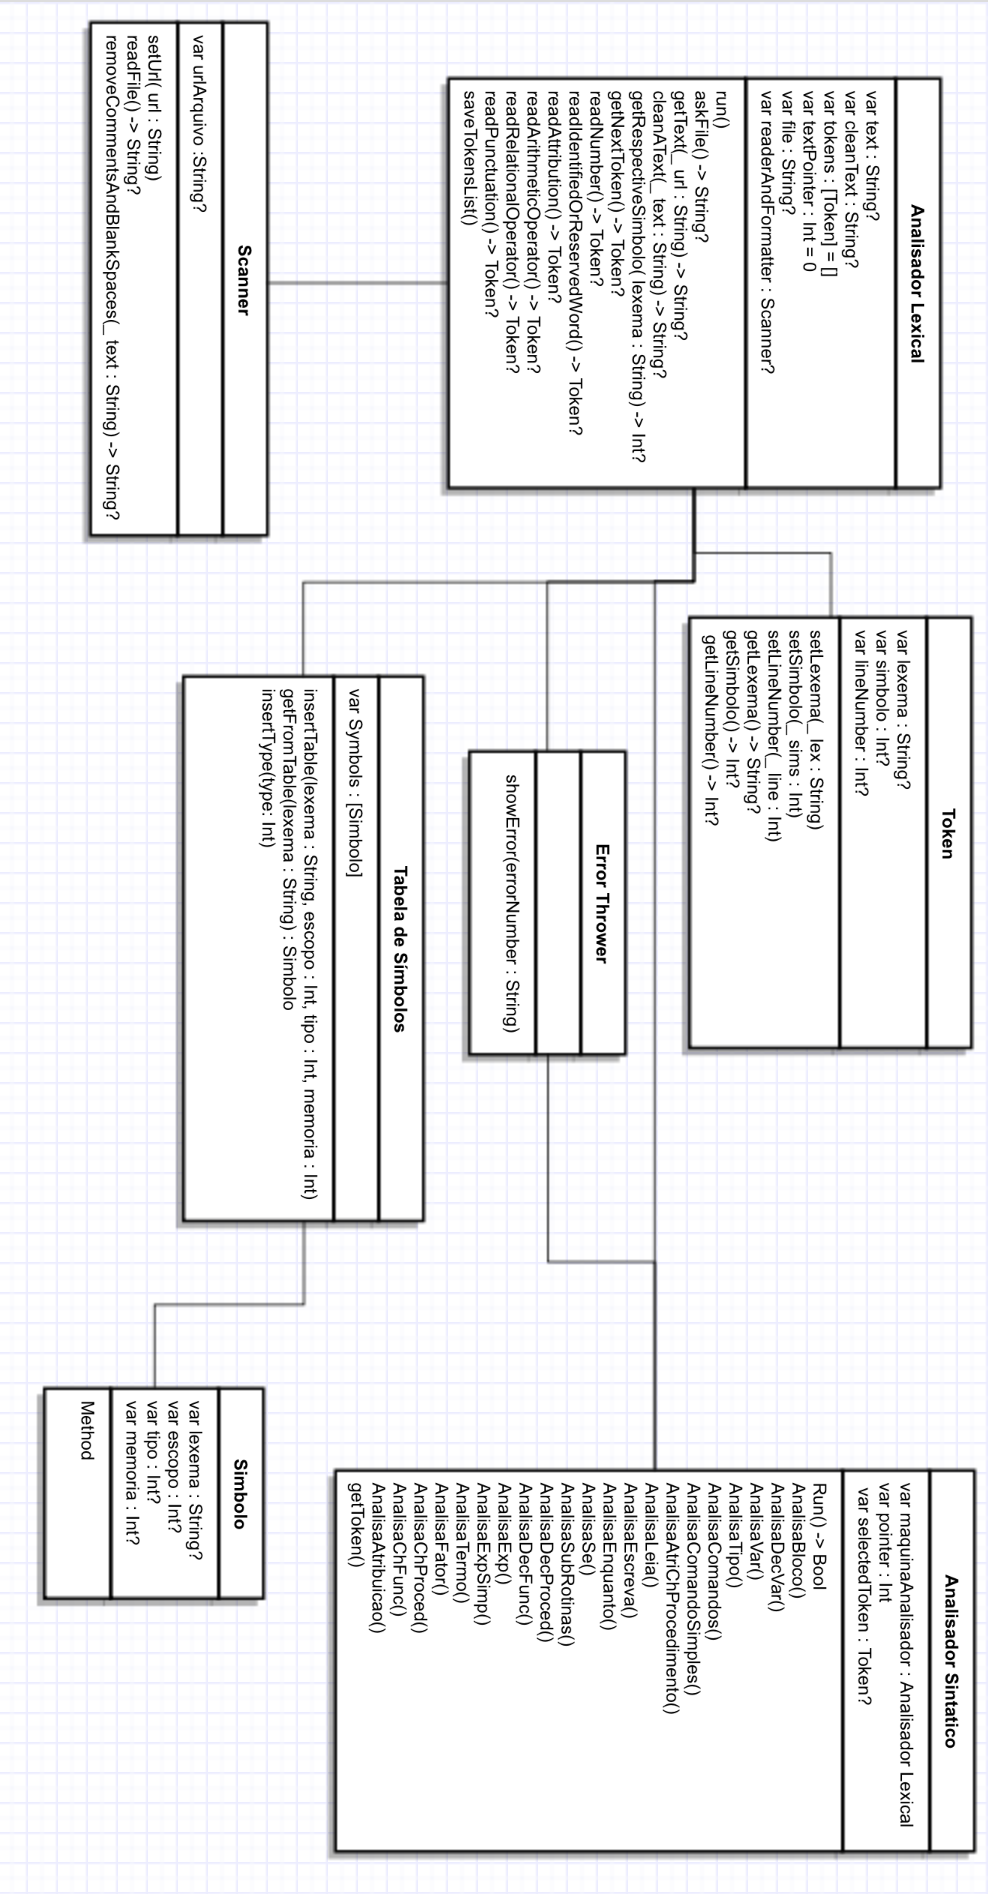 Analisador Lexical
var text : String?
var cleanText : String?
var tokens : [Token] = []
var textPointer : Int = 0
var file : String?
var readerAndFormatter : Scanner?
run()
askFile() -> String?
getText(_ url : String) -> String?
cleanAText(_ text : String) -> String?
getRespectiveSimbolo( lexema : String) -> Int?
getNextToken() -> Token?
readNumber() -> Token?
readIdentifiedOrReservedWord() -> Token?
readAttribution() -> Token?
readArithmeticOperator() -> Token?
readRelationalOperator() -> Token?
readPunctuation() -> Token?
saveTokensList()
Scanner
var urlArquivo :String?
setUrl( url : String)
readFile() -> String?
removeCommentsAndBlankSpaces(_ text : String) -> String?
Token
var lexema : String?
var simbolo : Int?
var lineNumber : Int?
setLexema(_ lex : String)
setSimbolo(_ sims : Int)
setLineNumber(_ line : Int)
getLexema() -> String?
getSimbolo() -> Int?
getLineNumber() -> Int?
Error Thrower
showError(errorNumber : String)
Tabela de Símbolos
var Symbols : [Simbolo]
insertTable(lexema : String, escopo : Int, tipo : Int, memoria : Int)
getFromTable(lexema : String) : Simbolo
insertType(type: Int)
Analisador Sintatico
var maquinaAnalisador : Analisador Lexical
var pointer : Int
var selectedToken : Token?
Run() -> Bool
AnalisaBloco()
AnalisaDecVar()
AnalisaVar()
AnalisaTipo()
AnalisaComandos()
AnalisaComandoSimples()
AnalisaAtriChProcedimento()
AnalisaLeia()
AnalisaEscreva()
AnalisaEnquanto()
AnalisaSe()
AnalisaSubRotinas()
AnalisaDecProced()
AnalisaDecFunc()
AnalisaExp()
AnalisaExpSimp()
AnalisaTermo()
AnalisaFator()
AnalisaChProced()
AnalisaChFunc()
AnalisaAtribuicao()
getToken()
Simbolo
var lexema : String?
var escopo : Int?
var tipo : Int?
var memoria : Int?
Method